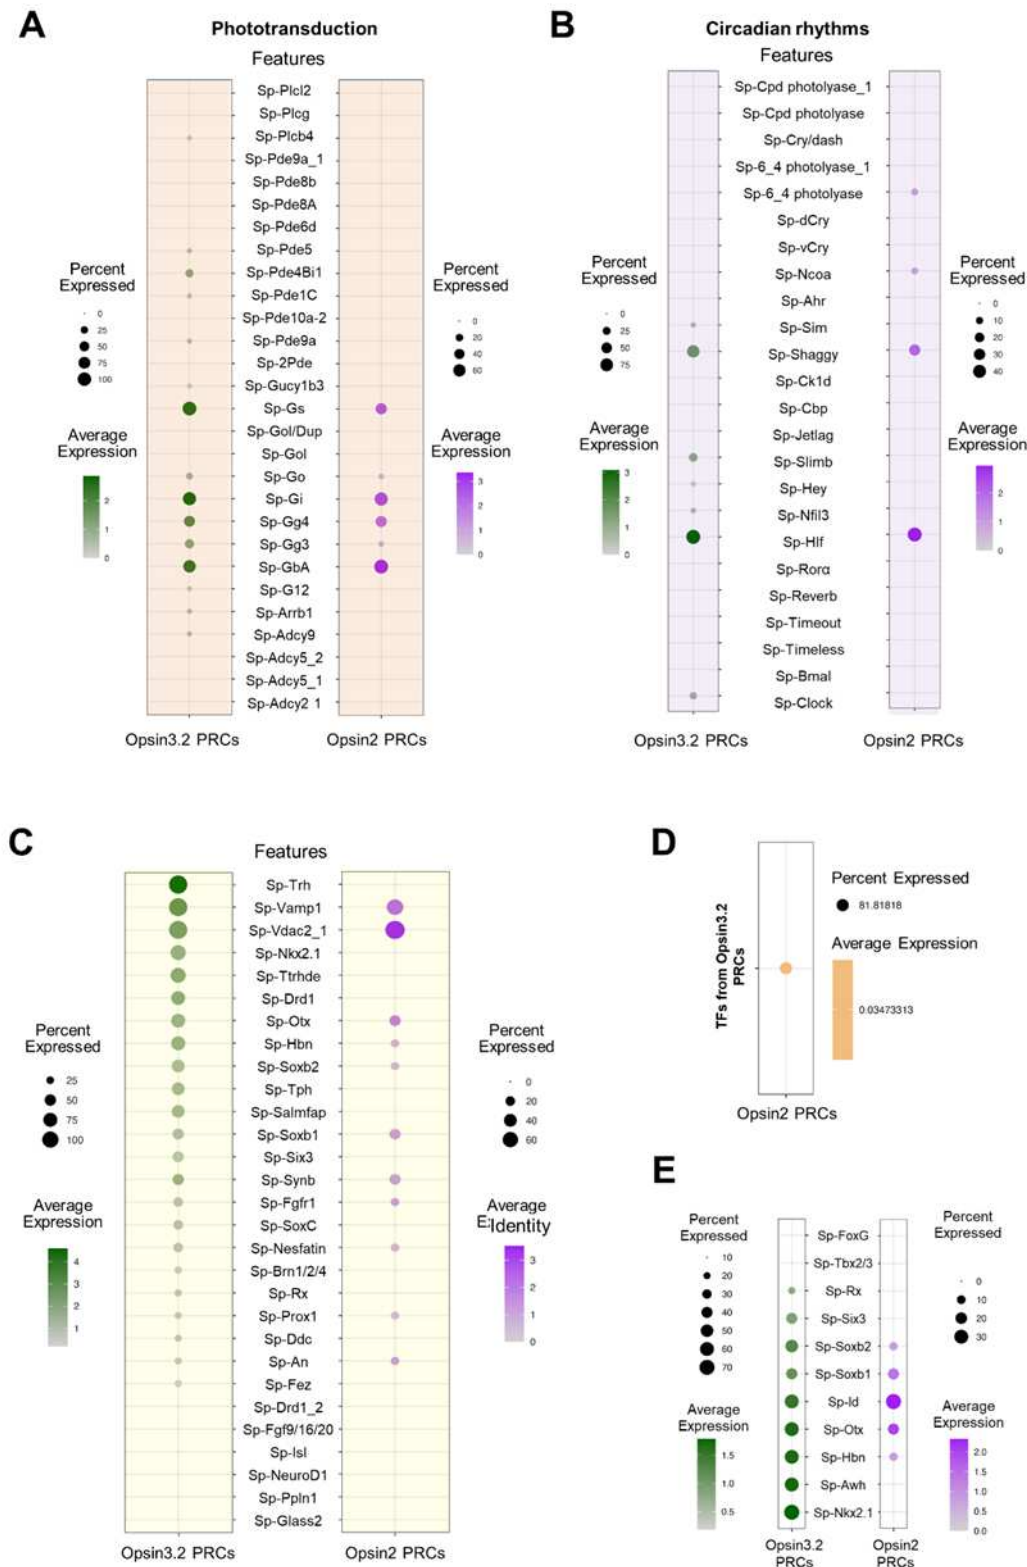 A
Phototransduction
Features
Sp-Plcl2
Sp-Plcg
Sp-Plcb4
Sp-Pde9a_1
Sp-Pde8b
Sp-Pde8A
Sp-Pde6d
Sp-Pde5
Sp-Pde4Bi1
Sp-Pde1C
Sp-Pde10a-2
Sp-Pde9a
Sp-2Pde
Sp-Gucy1b3
Sp-Gs
Sp-Gol/Dup
Sp-Gol
Sp-Go
Sp-Gi
Sp-Gg4
Sp-Gg3
Sp-GbA
Sp-G12
Sp-Arrb1
Sp-Adcy9
Sp-Adcy5_2
Sp-Adcy5_1
Sp-Adcy2 1
Percent
Expressed
0
25
50
75
100
Average
Expression
2
1
0
Percent
Expressed
0
20
40
60
Average
Expression
3
2
1
0
Opsin3.2 PRCs
Opsin2 PRCs
B
Circadian rhythms
Features
Sp-Cpd photolyase_1
Sp-Cpd photolyase
Sp-Cry/dash
Sp-6_4 photolyase_1
Sp-6_4 photolyase
Sp-dCry
Sp-vCry
Sp-Ncoa
Sp-Ahr
Sp-Sim
Sp-Shaggy
Sp-Ck1d
Sp-Cbp
Sp-Jetlag
Sp-Slimb
Sp-Hey
Sp-Nfil3
Sp-Hlf
Sp-Rorα
Sp-Reverb
Sp-Timeout
Sp-Timeless
Sp-Bmal
Sp-Clock
Percent
Expressed
0
25
50
75
Average
Expression
3
2
1
0
Percent
Expressed
0
10
20
30
40
Average
Expression
2
1
0
Opsin3.2 PRCs
Opsin2 PRCs
C
Features
Sp-Trh
Sp-Vamp1
Sp-Vdac2_1
Sp-Nkx2.1
Sp-Ttrhde
Sp-Drd1
Sp-Otx
Sp-Hbn
Sp-Soxb2
Sp-Tph
Sp-Salmfap
Sp-Soxb1
Sp-Six3
Sp-Synb
Sp-Fgfr1
Sp-SoxC
Sp-Nesfatin
Sp-Brn1/2/4
Sp-Rx
Sp-Prox1
Sp-Ddc
Sp-An
Sp-Fez
Sp-Drd1_2
Sp-Fgf9/16/20
Sp-Isl
Sp-NeuroD1
Sp-Ppln1
Sp-Glass2
Percent
Expressed
25
50
75
100
Average
Expression
4
3
2
1
Percent
Expressed
0
20
40
60
Average
E:Identity
3
2
1
0
Opsin3.2 PRCs
Opsin2 PRCs
D
TFs from Opsin3.2
PRCs
Percent Expressed
81.81818
Average Expression
0.03473313
Opsin2 PRCs
E
Percent
Expressed
10
20
30
40
50
60
70
Average
Expression
1.5
1.0
0.5
Sp-FoxG
Sp-Tbx2/3
Sp-Rx
Sp-Six3
Sp-Soxb2
Sp-Soxb1
Sp-Id
Sp-Otx
Sp-Hbn
Sp-Awh
Sp-Nkx2.1
Percent
Expressed
0
10
20
30
Average
Expression
2.0
1.5
1.0
0.5
0.0
Opsin3.2
PRCs
Opsin2
PRCs